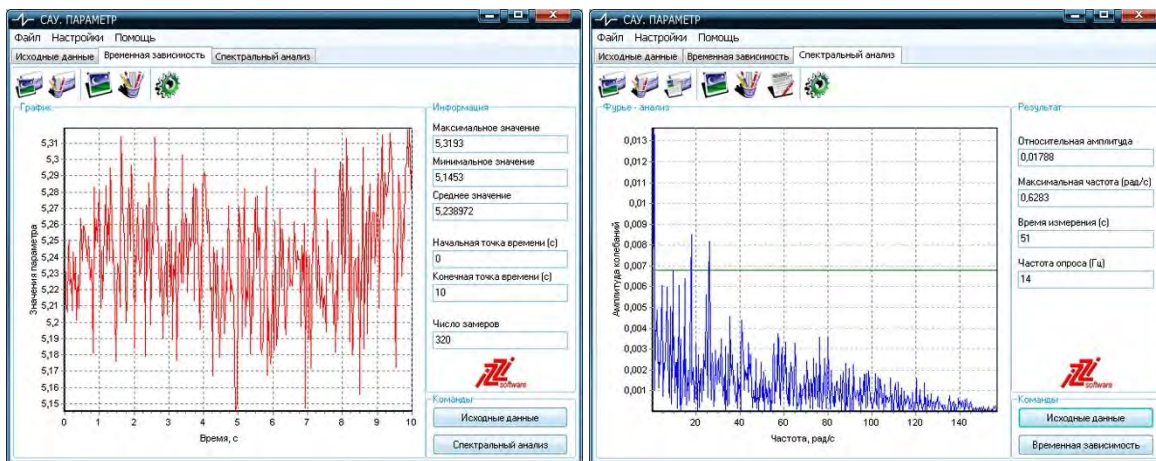 САУ. ПАРАМЕТР
Файл Настройки Помощь
Исходные данные Временная зависимость Спектральный анализ
График
5,31
5,3
5,29
5,28
5,27
5,26
5,25
5,24
5,23
5,22
5,21
5,2
5,19
5,18
5,17
5,16
5,15
Значения параметра
0 1 2 3 4 5 6 7 8 9 10
Время, с
Информация
Максимальное значение
5,3193
Минимальное значение
5,1453
Среднее значение
5,238972
Начальная точка времени (с)
0
Конечная точка времени (с)
10
Число замеров
320
software
Команды
Исходные данные
Спектральный анализ
САУ. ПАРАМЕТР
Файл Настройки Помощь
Исходные данные Временная зависимость Спектральный анализ
Фурье - анализ
0,013
0,012
0,011
0,01
0,009
0,008
0,007
0,006
0,005
0,004
0,003
0,002
0,001
Амплитуда колебаний
20 40 60 80 100 120 140
Частота, рад/с
Результат
Относительная амплитуда
0,01788
Максимальная частота (рад/с)
0,6283
Время измерения (с)
51
Частота опроса (Гц)
14
software
Команды
Исходные данные
Временная зависимость